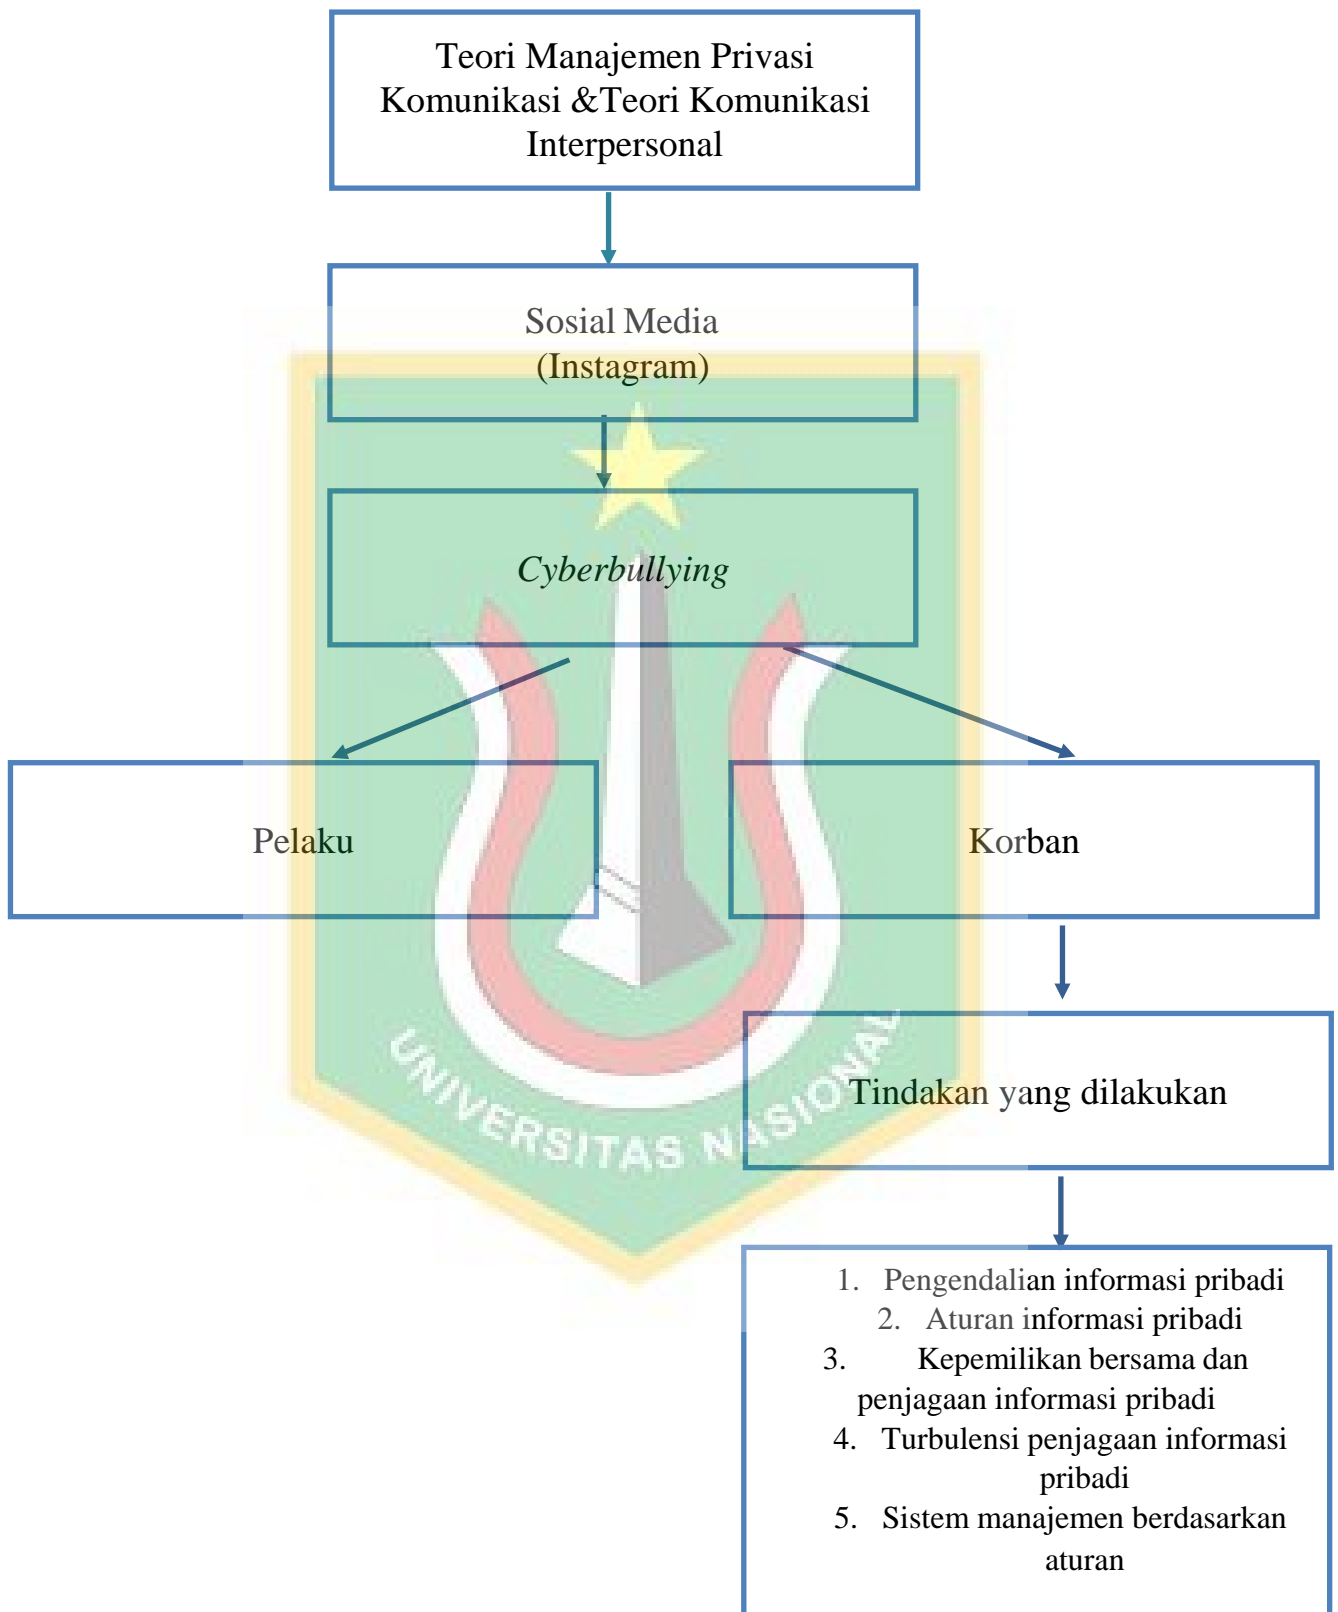 Teori Manajemen Privasi
Komunikasi &Teori Komunikasi
Interpersonal
Sosial Media
(Instagram)
Cyberbullying
Pelaku
Korban
UNIVERSITAS NASIONAL
Tindakan yang dilakukan
1. Pengendalian informasi pribadi
2. Aturan informasi pribadi
3. Kepemilikan bersama dan
penjagaan informasi pribadi
4. Turbulensi penjagaan informasi
pribadi
5. Sistem manajemen berdasarkan
aturan